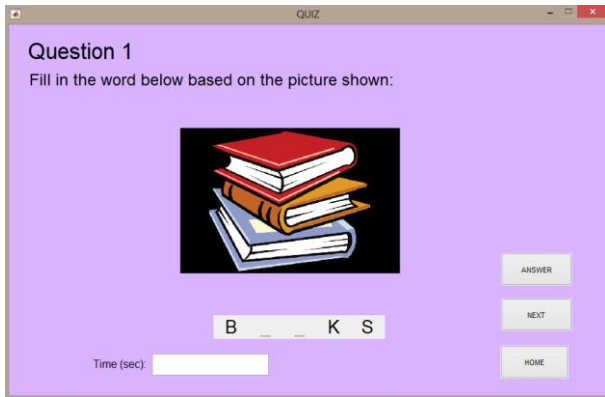 QUIZ
Question 1
Fill in the word below based on the picture shown:
ANSWER
B _ _ K S
NEXT
Time (sec):
HOME